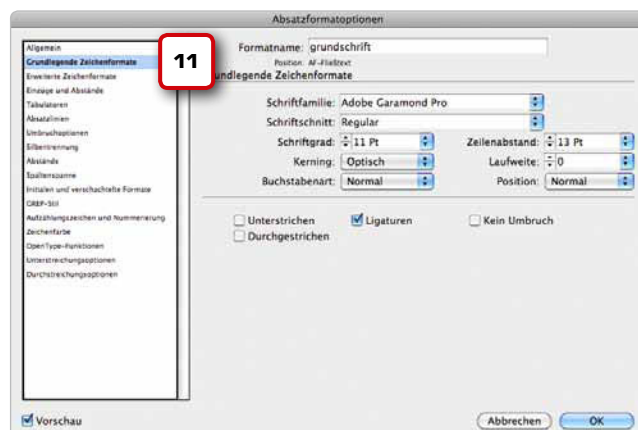 Absatzformatoptionen
Allgemein
Grundlegende Zeichenformate
Erweiterte Zeichenformate
Einzüge und Abstände
Tabulatoren
Absatzlinien
Umbruchoptionen
Silbentrennung
Abstände
Spaltenspanne
Initialen und verschachtelte Formate
GREP-Stil
Aufzählungszeichen und Nummerierung
Zeichenfarbe
OpenType-Funktionen
Unterstreichungsoptionen
Durchstreichungsoptionen
11
Formatname: grundschrift
Position: AF-Fließtext
undlegende Zeichenformate
Schriftfamilie: Adobe Garamond Pro
Schriftschnitt: Regular
Schriftgrad: 11 Pt Zeilenabstand: 13 Pt
Kerning: Optisch Laufweite: 0
Buchstabenart: Normal Position: Normal
Unterstrichen Ligaturen Kein Umbruch
Durchgestrichen
Vorschau Abbrechen OK